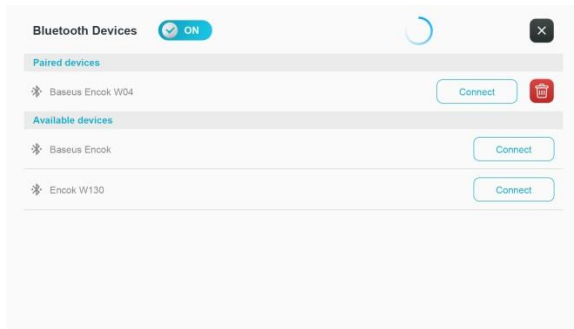 Bluetooth Devices ON
Paired devices
Baseus Encok W04 Connect
Available devices
Baseus Encok Connect
Encok W130 Connect